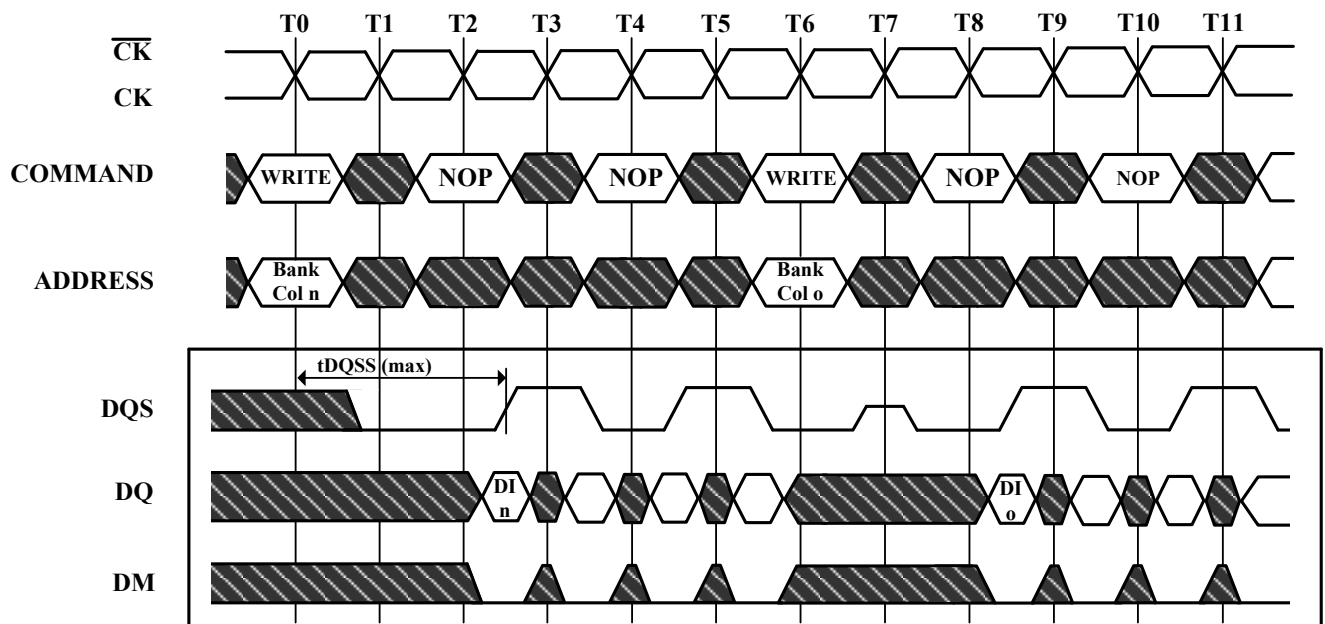 T0 T1 T2 T3 T4 T5 T6 T7 T8 T9 T10 T11
CK
CK
COMMAND WRITE NOP NOP WRITE NOP NOP
ADDRESS Bank Col n Bank Col o
tDQSS (max)
DQS
DQ DI n DI o
DM